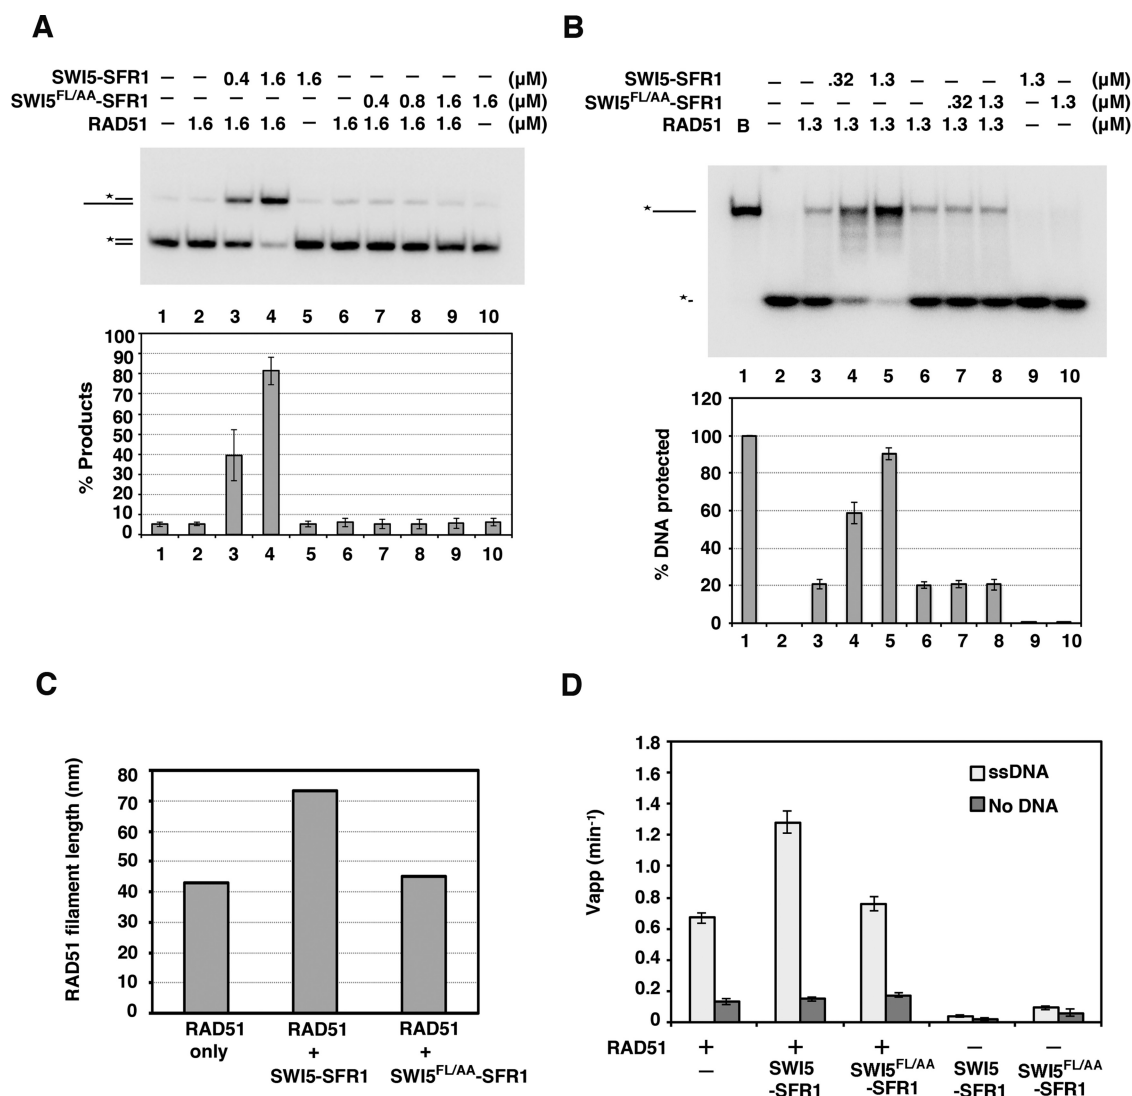 A
SWI5-SFR1 – – 0.4 1.6 1.6 – – – – – (µM)
SWI5FL/AA-SFR1 – – – – – – 0.4 0.8 1.6 1.6 (µM)
RAD51 – 1.6 1.6 1.6 – 1.6 1.6 1.6 1.6 – (µM)
*
*
1 2 3 4 5 6 7 8 9 10
100
90
80
70
60
50
40
30
20
10
0
% Products
1 2 3 4 5 6 7 8 9 10
B
SWI5-SFR1 – – .32 1.3 – – – 1.3 – (µM)
SWI5FL/AA-SFR1 – – – – – .32 1.3 – 1.3 (µM)
RAD51 B – 1.3 1.3 1.3 1.3 1.3 1.3 – – (µM)
*
*
1 2 3 4 5 6 7 8 9 10
120
100
80
60
40
20
0
% DNA protected
1 2 3 4 5 6 7 8 9 10
C
RAD51 filament length (nm)
80
70
60
50
40
30
20
10
0
RAD51 only
RAD51 + SWI5-SFR1
RAD51 + SWI5FL/AA-SFR1
D
Vapp (min-1)
1.8
1.6
1.4
1.2
1.0
0.8
0.6
0.4
0.2
0
ssDNA
No DNA
RAD51 + + + – –
– SWI5 SWI5FL/AA SWI5 SWI5FL/AA
-SFR1 -SFR1 -SFR1 -SFR1